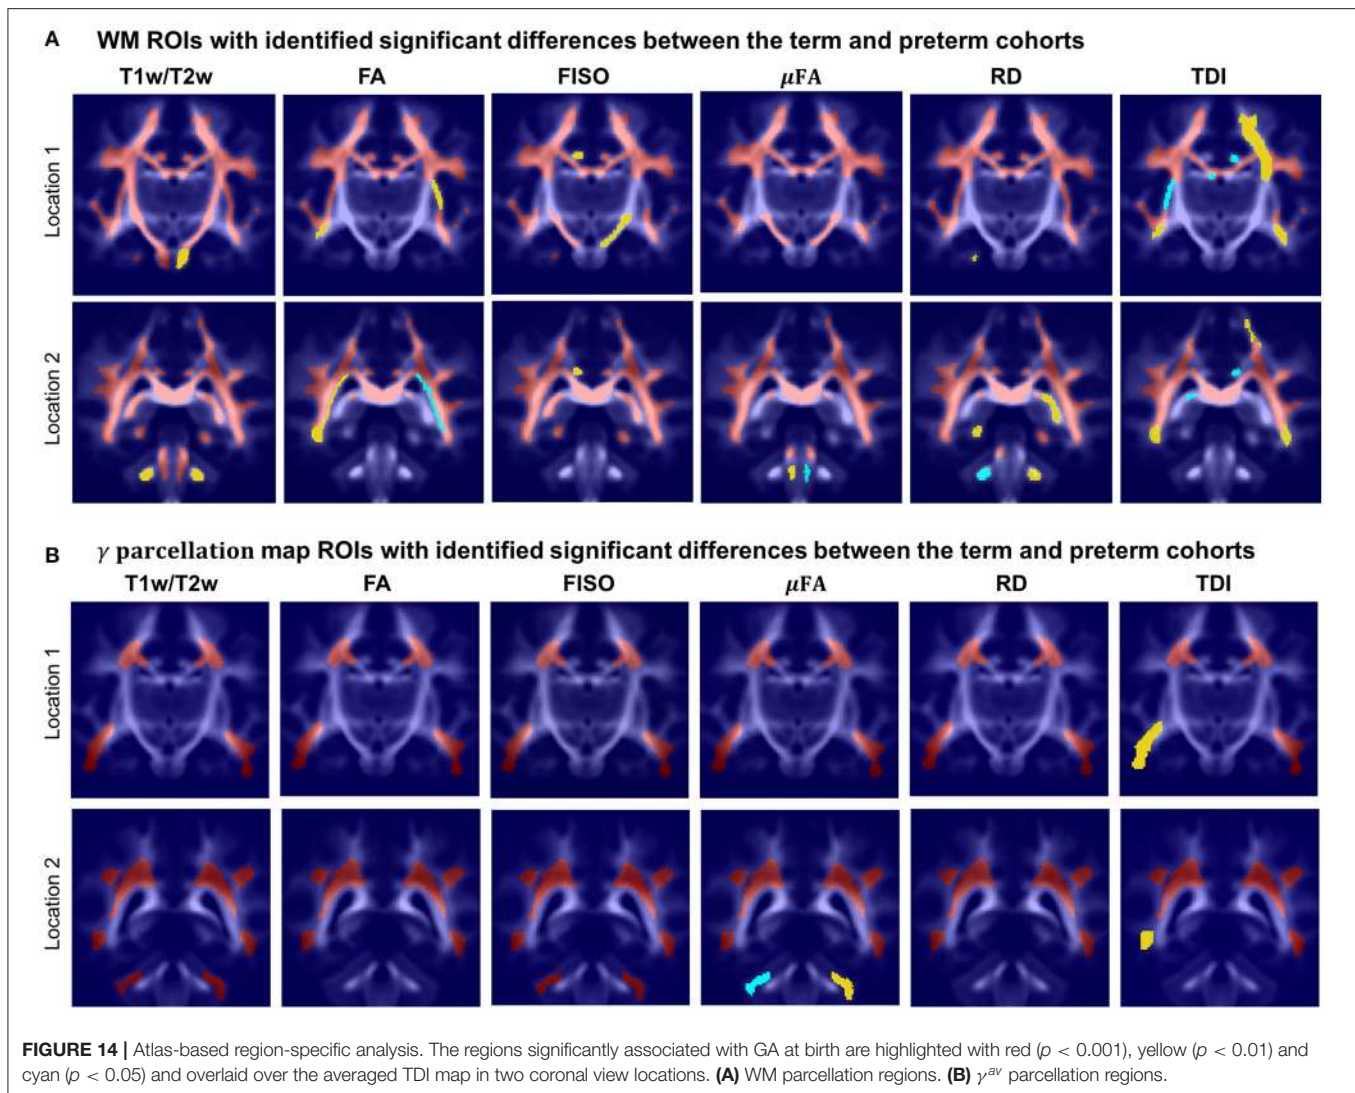 A WM ROIs with identified significant differences between the term and preterm cohorts
T1w/T2w FA FISO μFA RD TDI
Location 1
Location 2
B γ parcellation map ROIs with identified significant differences between the term and preterm cohorts
T1w/T2w FA FISO μFA RD TDI
Location 1
Location 2
FIGURE 14 | Atlas-based region-specific analysis. The regions significantly associated with GA at birth are highlighted with red (p < 0.001), yellow (p < 0.01) and
cyan (p < 0.05) and overlaid over the averaged TDI map in two coronal view locations. (A) WM parcellation regions. (B) γ^av parcellation regions.